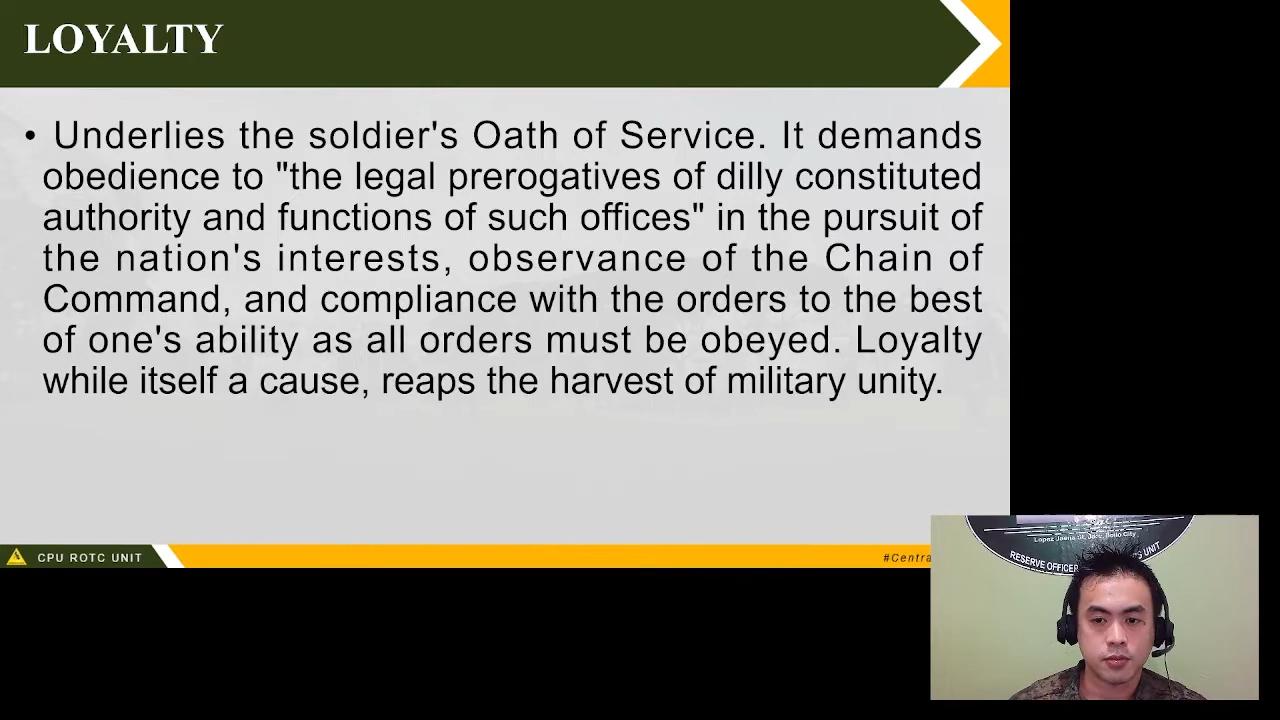 LOYALTY
• Underlies the soldier's Oath of Service. It demands
obedience to "the legal prerogatives of dilly constituted
authority and functions of such offices" in the pursuit of
the nation's interests, observance of the Chain of
Command, and compliance with the orders to the best
of one's ability as all orders must be obeyed. Loyalty
while itself a cause, reaps the harvest of military unity.
CPU ROTC UNIT
#Centra
Lopez Jaena St., Jaro, Iloilo City
RESERVE OFFICER UNIT